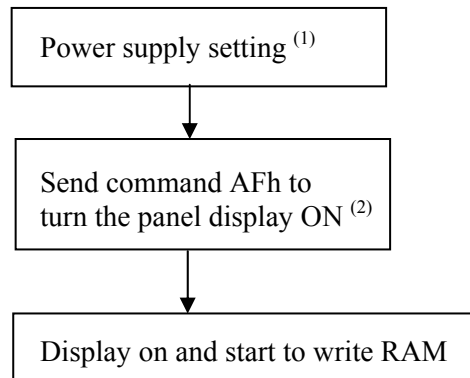 Power supply setting (1)
Send command AFh to
turn the panel display ON (2)
Display on and start to write RAM